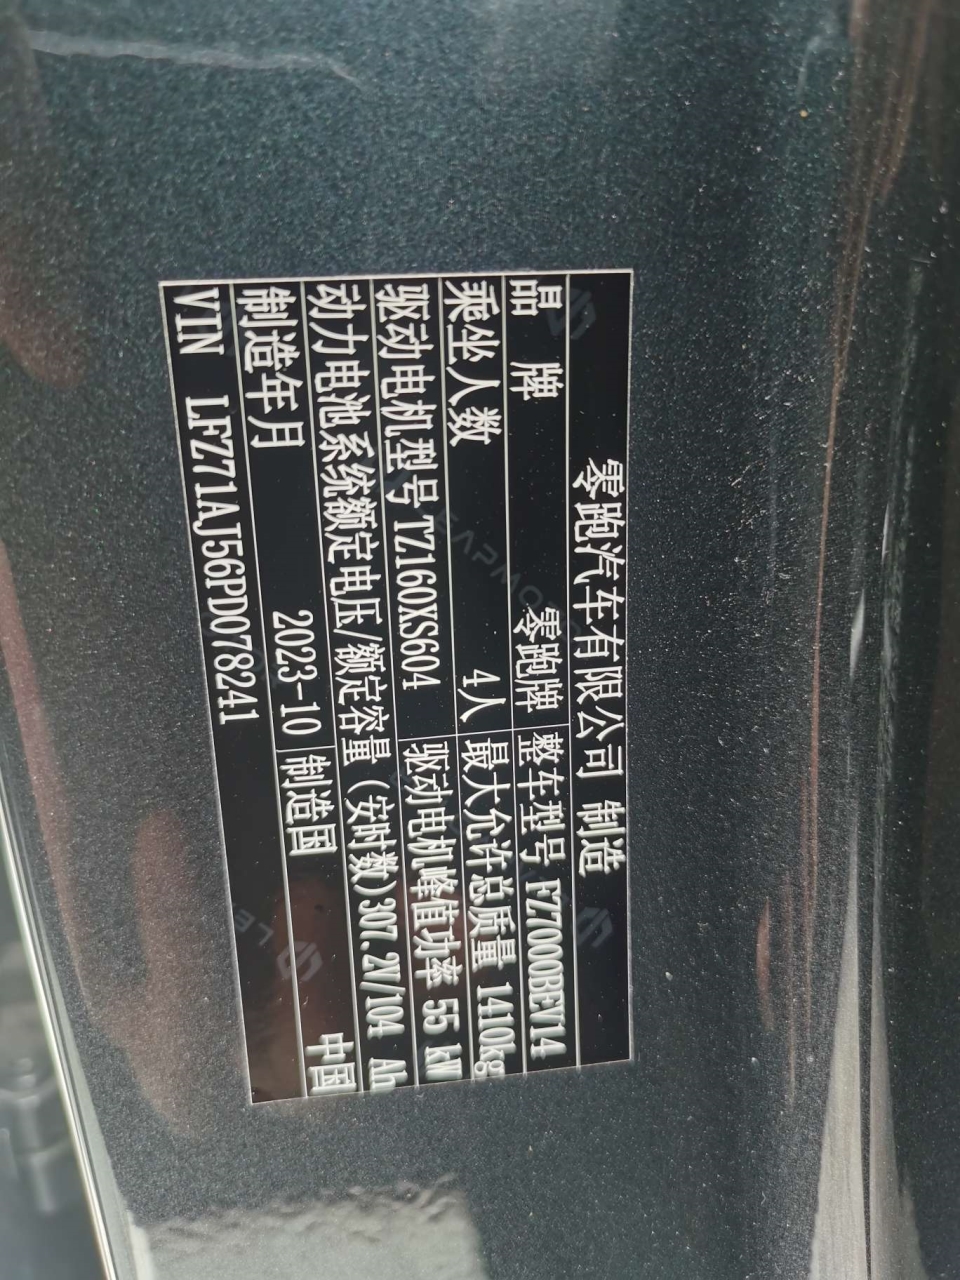 零跑汽车有限公司 制造
品 牌 零跑牌 整车型号 FZ7000BEV14
乘坐人数 4人 最大允许总质量 1410kg
驱动电机型号 TZ160XS604 驱动电机峰值功率 55 kW
动力电池系统额定电压/额定容量(安时数)307.2V/104 Ah
制造年月 2023-10 制造国 中国
VIN LFZ71AJ56PD078241